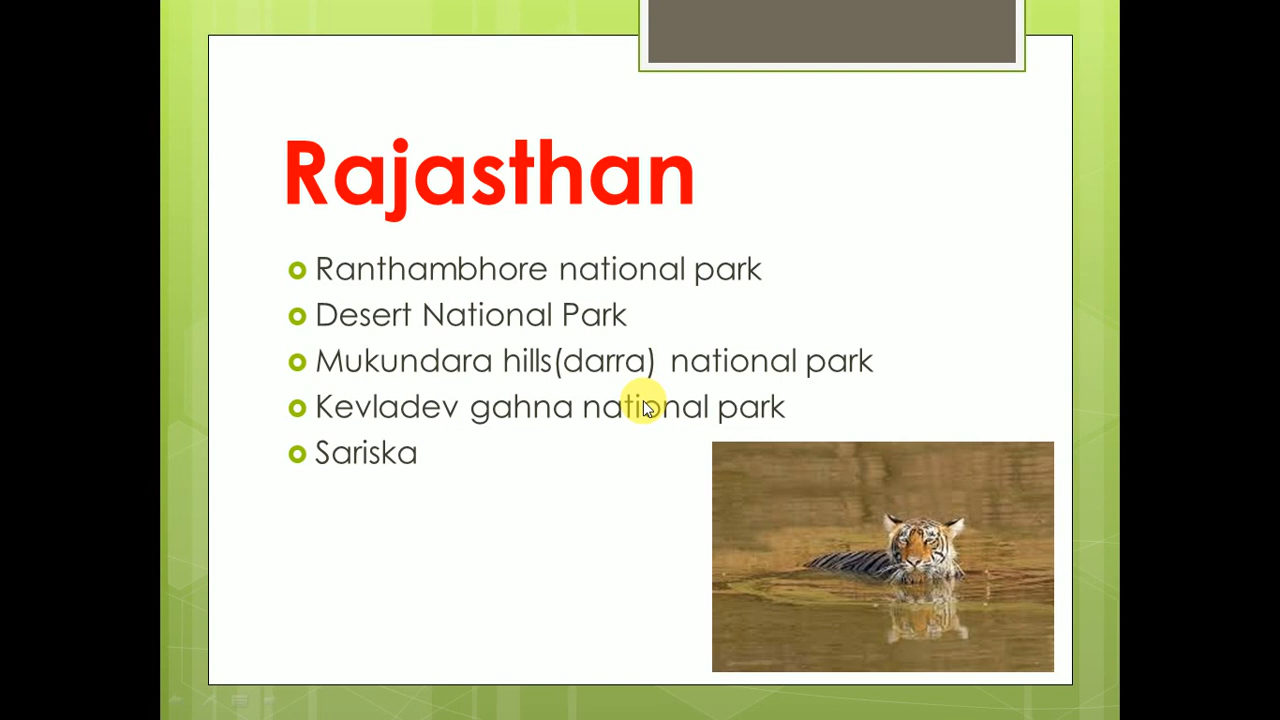 Rajasthan
Ranthambhore national park
Desert National Park
Mukundara hills(darra) national park
Kevladev gahna national park
Sariska